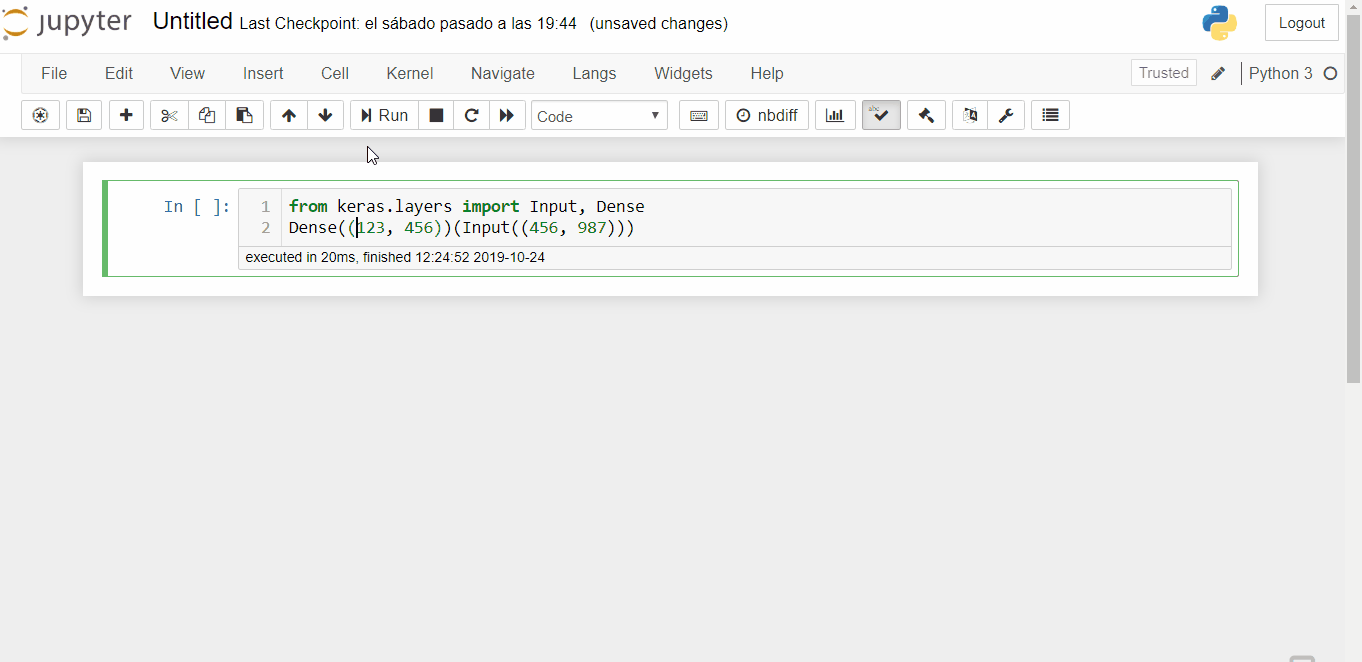 jupyter Untitled Last Checkpoint: el sábado pasado a las 19:44 (unsaved changes) Logout
File Edit View Insert Cell Kernel Navigate Langs Widgets Help Trusted Python 3
Run Code nbdiff abc
In [ ]: 1 from keras.layers import Input, Dense
2 Dense((123, 456))(Input((456, 987)))
executed in 20ms, finished 12:24:52 2019-10-24